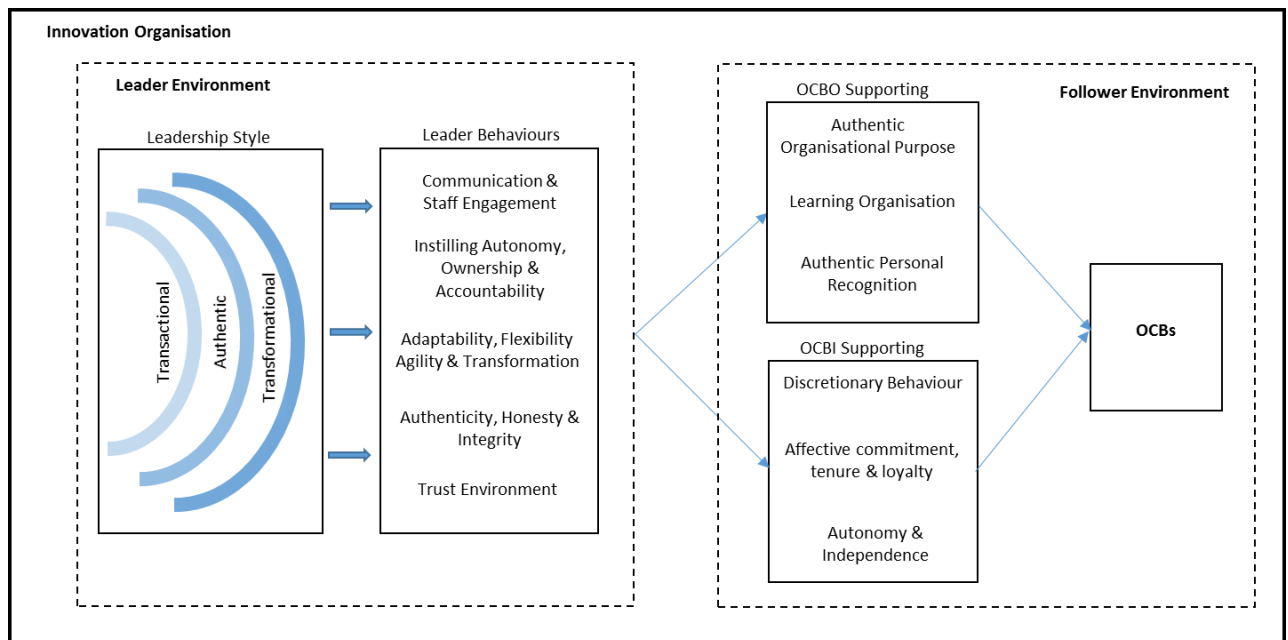 Innovation Organisation
Leader Environment
Leadership Style
Transactional
Authentic
Transformational
Leader Behaviours
Communication &
Staff Engagement
Instilling Autonomy,
Ownership &
Accountability
Adaptability, Flexibility
Agility & Transformation
Authenticity, Honesty &
Integrity
Trust Environment
Follower Environment
OCBO Supporting
Authentic
Organisational Purpose
Learning Organisation
Authentic Personal
Recognition
OCBI Supporting
Discretionary Behaviour
Affective commitment,
tenure & loyalty
Autonomy &
Independence
OCBs